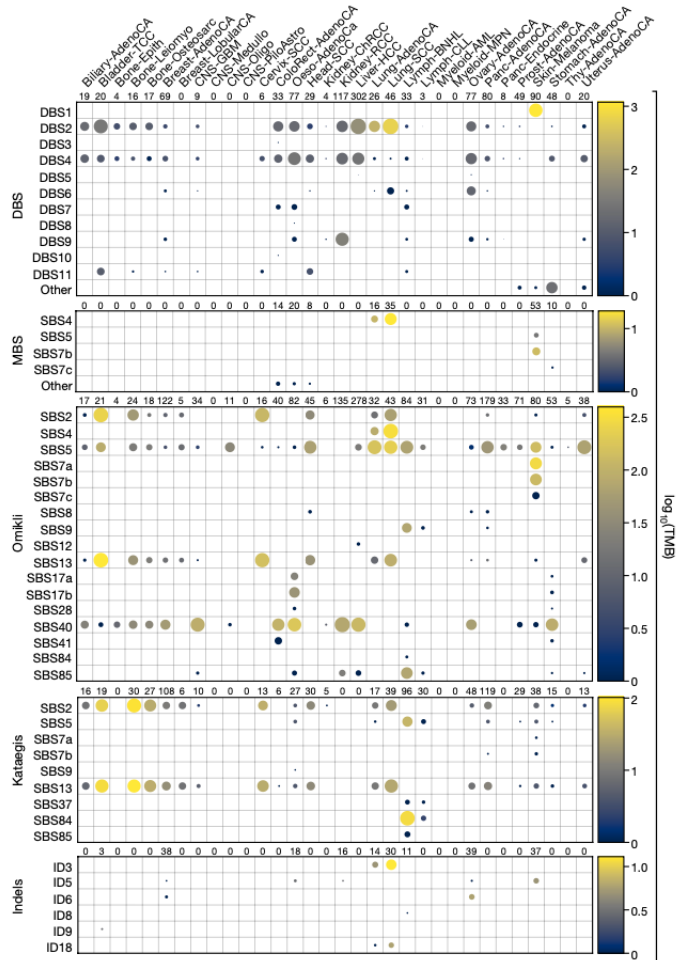 Biliary-AdenoCA
Bladder-TCC
Bone-Epith
Bone-Osteosarc
Bone-Leiomyo
Breast-AdenoCA
Breast-LobularCA
CNS-GBM
CNS-Medullo
CNS-Oligo
CNS-PiloAstro
Cervix-SCC
ColoRect-AdenoCA
Oeso-AdenoCa
Head-SCC
Kidney-ChRCC
Kidney-RCC
Liver-HCC
Lung-AdenoCA
Lung-SCC
Lymph-BNHL
Lymph-CLL
Myeloid-AML
Myeloid-MPN
Ovary-AdenoCA
Panc-AdenoCA
Panc-Endocrine
Prost-AdenoCA
Skin-Melanoma
Stomach-AdenoCA
Thy-AdenoCA
Uterus-AdenoCA
19 20 4 16 17 69 0 9 0 0 0 6 33 77 29 4 117 302 26 46 33 3 0 0 77 80 8 49 90 48 0 20
DBS
DBS1
DBS2
DBS3
DBS4
DBS5
DBS6
DBS7
DBS8
DBS9
DBS10
DBS11
Other
3
2
1
0
0 0 0 0 0 0 0 0 0 0 0 0 14 20 8 0 0 0 16 35 0 0 0 0 0 0 0 0 53 10 0 0
MBS
SBS4
SBS5
SBS7b
SBS7c
Other
1
0
17 21 4 24 18 122 5 34 0 11 0 16 40 82 45 6 135 278 32 43 84 31 0 0 73 179 33 71 80 53 5 38
Omikli
SBS2
SBS4
SBS5
SBS7a
SBS7b
SBS7c
SBS8
SBS9
SBS12
SBS13
SBS17a
SBS17b
SBS28
SBS40
SBS41
SBS84
SBS85
2.5
2.0
1.5
1.0
0.5
0
log10(TMB)
16 19 0 30 27 108 6 10 0 0 0 13 6 27 30 5 0 0 17 39 96 30 0 0 48 119 0 29 38 15 0 13
Kataegis
SBS2
SBS5
SBS7a
SBS7b
SBS9
SBS13
SBS37
SBS84
SBS85
2
1
0
0 3 0 0 0 38 0 0 0 0 0 0 0 18 0 0 16 0 14 30 11 0 0 0 39 0 0 0 37 0 0 0
Indels
ID3
ID5
ID6
ID8
ID9
ID18
1.0
0.5
0